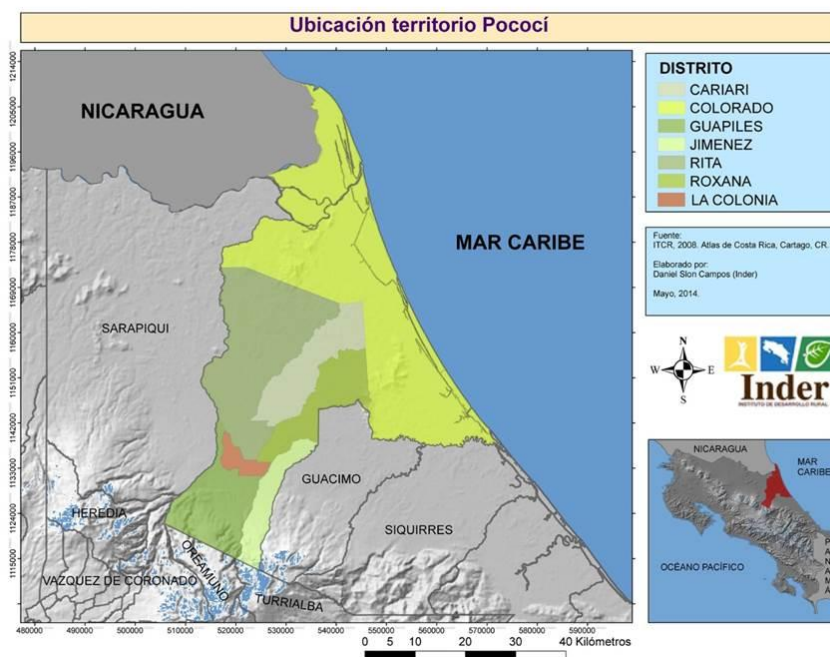 Ubicación territorio Pococí
NICARAGUA
MAR CARIBE
SARAPIQUI
GUACIMO
SIQUIRRES
HEREDIA
VAZQUEZ DE CORONADO
OREAMUNO
TURRIALBA
1214000
1205000
1196000
1187000
1178000
1169000
1160000
1151000
1142000
1133000
1124000
1115000
480000 490000 500000 510000 520000 530000 540000 550000 560000 570000 580000 590000
0 5 10 20 30 40 Kilómetros
DISTRITO
CARIARI
COLORADO
GUAPILES
JIMENEZ
RITA
ROXANA
LA COLONIA
Fuente:
ITCR, 2008. Atlas de Costa Rica, Cartago, CR.
Elaborado por:
Daniel Slon Campos (Inder)
Mayo, 2014.
N
W E
S
Inder
INSTITUTO DE DESARROLLO RURAL
NICARAGUA
MAR
CARIBE
OCÉANO PACÍFICO
P
A
N
A
M
A